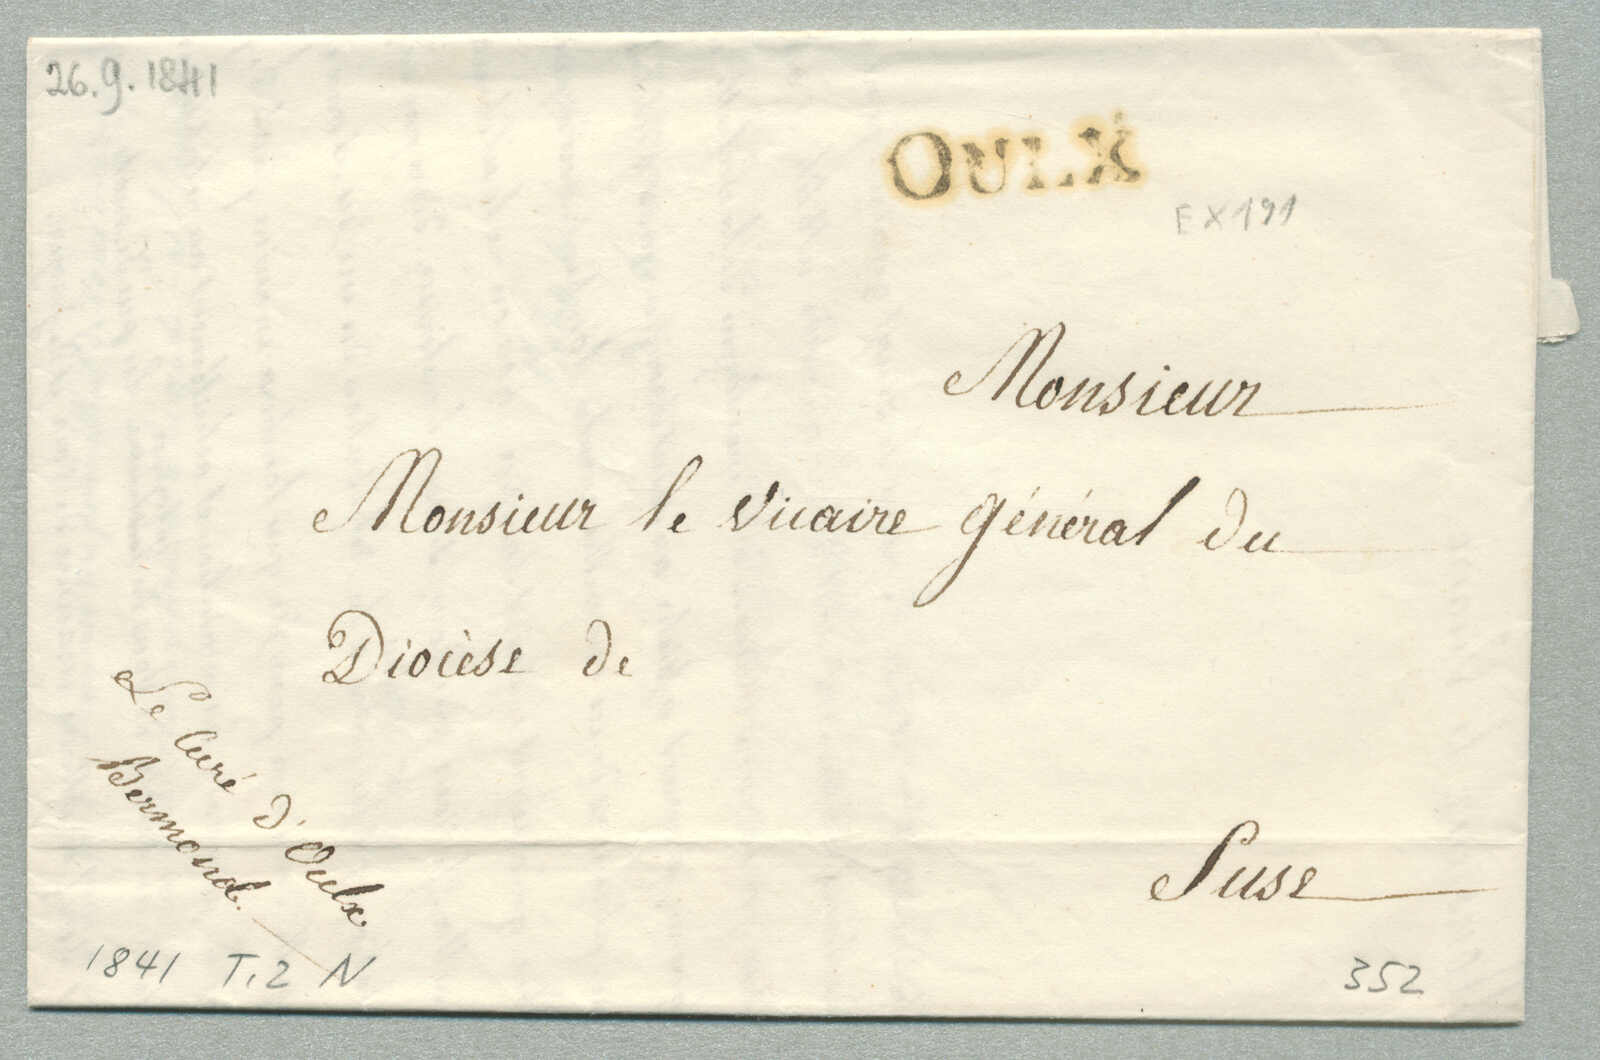 26.9.1841
OULX
EX191
Monsieur
Monsieur le Vicaire Général du
Diocèse de
Suse
Le Curé d'Oulx
Bermond.
1841 T.2 N
352